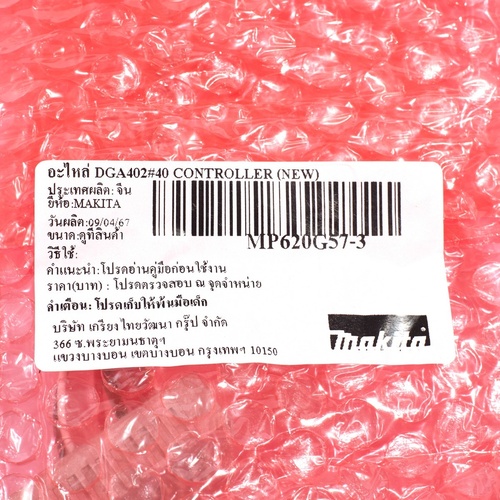 อะไหล่ DGA402#40 CONTROLLER (NEW)
ประเทศผลิต: จีน
ยี่ห้อ:MAKITA
วันผลิต:09/04/67
ขนาด:ดูที่สินค้า
MP620G57-3
วิธีใช้:
คำแนะนำ:โปรดอ่านคู่มือก่อนใช้งาน
ราคา(บาท) : โปรดตรวจสอบ ณ จุดจำหน่าย
คำเตือน: โปรดเก็บให้พ้นมือเด็ก
บริษัท เกรียงไทยวัฒนา กรุ๊ป จำกัด
366 ซ.พระยามนธาตุฯ
แขวงบางบอน เขตบางบอน กรุงเทพฯ 10150
makita